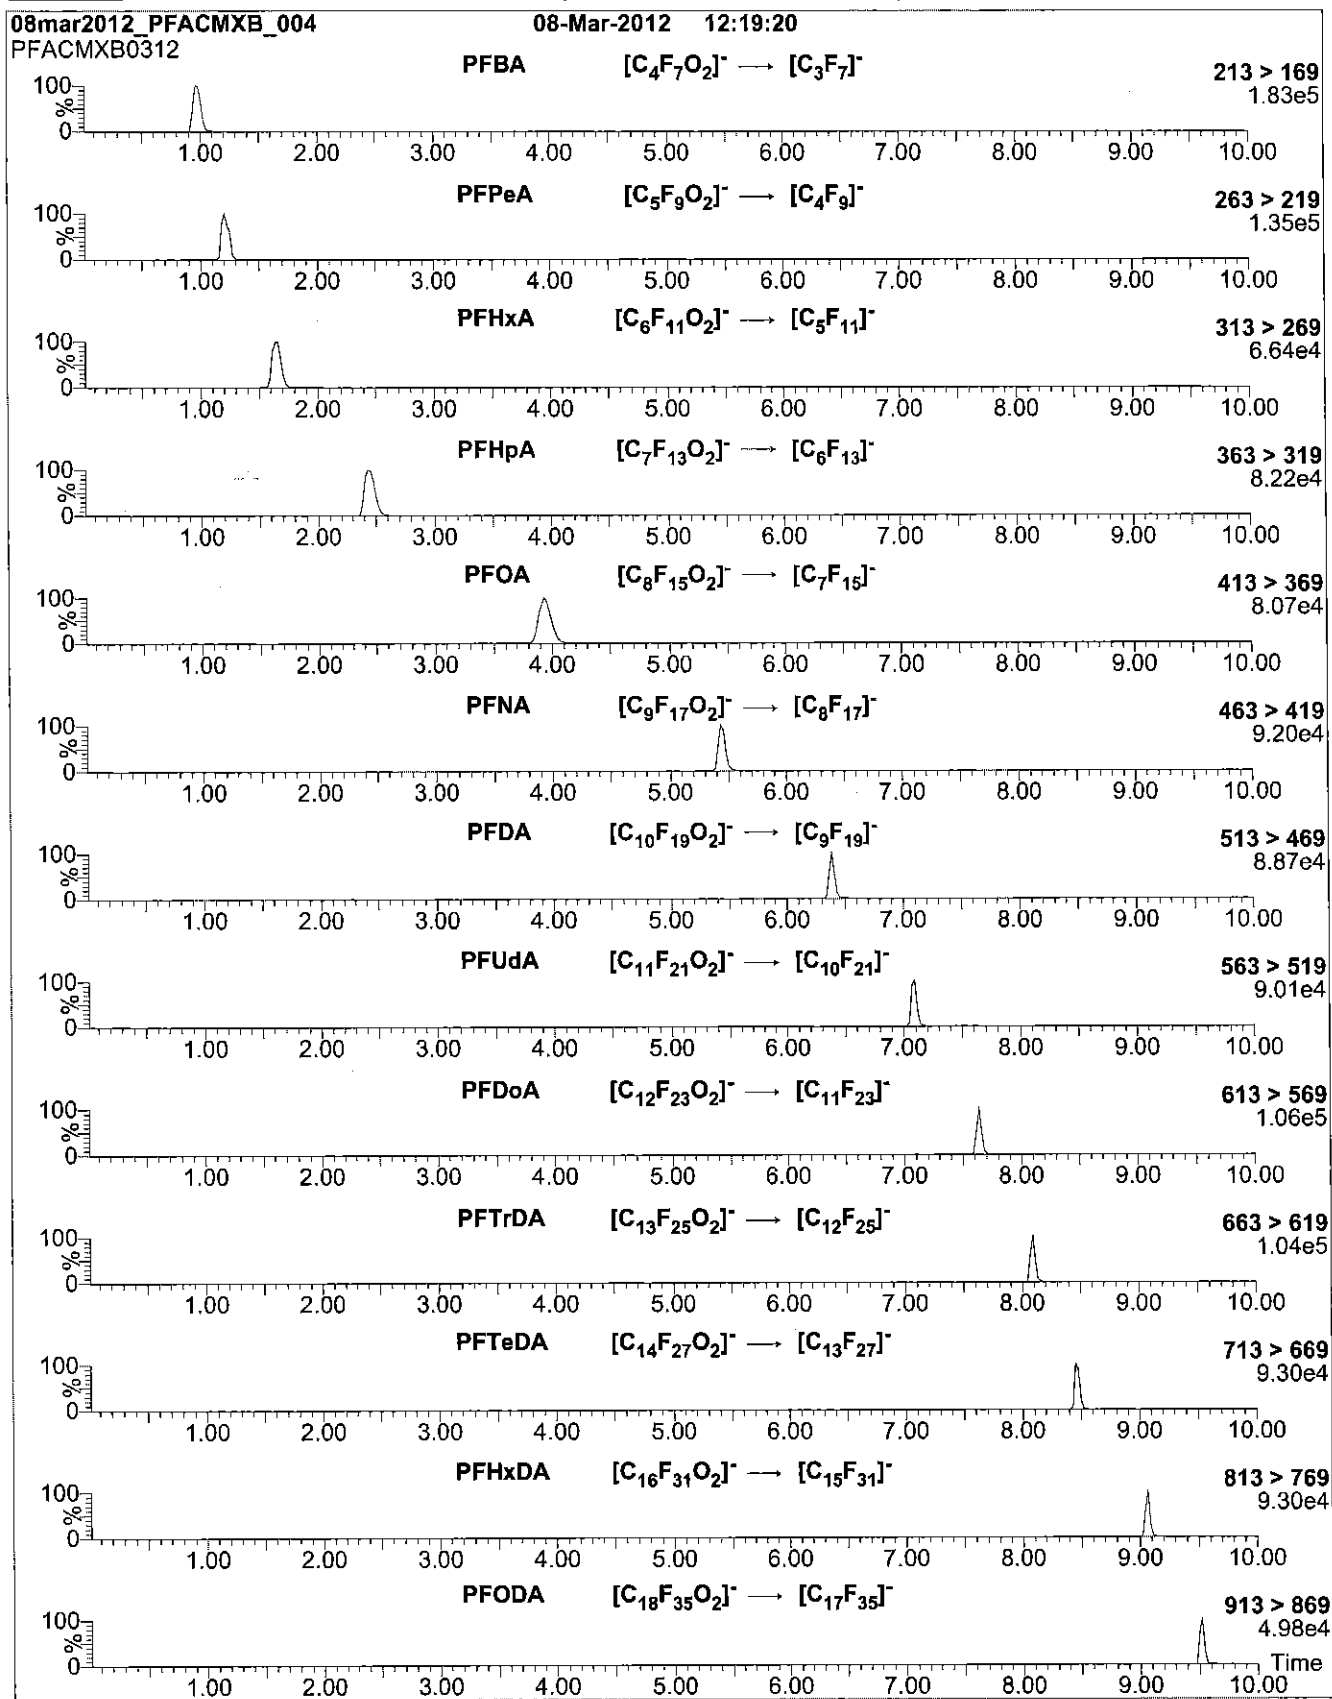 08mar2012_PFACMXB_004 08-Mar-2012 12:19:20
PFACMXB0312
PFBA [C₄F₇O₂]⁻ → [C₃F₇]⁻ 213 > 169
1.83e5
100
%
0
1.00 2.00 3.00 4.00 5.00 6.00 7.00 8.00 9.00 10.00
PFPeA [C₅F₉O₂]⁻ → [C₄F₉]⁻ 263 > 219
1.35e5
100
%
0
1.00 2.00 3.00 4.00 5.00 6.00 7.00 8.00 9.00 10.00
PFHxA [C₆F₁₁O₂]⁻ → [C₅F₁₁]⁻ 313 > 269
6.64e4
100
%
0
1.00 2.00 3.00 4.00 5.00 6.00 7.00 8.00 9.00 10.00
PFHpA [C₇F₁₃O₂]⁻ → [C₆F₁₃]⁻ 363 > 319
8.22e4
100
%
0
1.00 2.00 3.00 4.00 5.00 6.00 7.00 8.00 9.00 10.00
PFOA [C₈F₁₅O₂]⁻ → [C₇F₁₅]⁻ 413 > 369
8.07e4
100
%
0
1.00 2.00 3.00 4.00 5.00 6.00 7.00 8.00 9.00 10.00
PFNA [C₉F₁₇O₂]⁻ → [C₈F₁₇]⁻ 463 > 419
9.20e4
100
%
0
1.00 2.00 3.00 4.00 5.00 6.00 7.00 8.00 9.00 10.00
PFDA [C₁₀F₁₉O₂]⁻ → [C₉F₁₉]⁻ 513 > 469
8.87e4
100
%
0
1.00 2.00 3.00 4.00 5.00 6.00 7.00 8.00 9.00 10.00
PFUdA [C₁₁F₂₁O₂]⁻ → [C₁₀F₂₁]⁻ 563 > 519
9.01e4
100
%
0
1.00 2.00 3.00 4.00 5.00 6.00 7.00 8.00 9.00 10.00
PFDoA [C₁₂F₂₃O₂]⁻ → [C₁₁F₂₃]⁻ 613 > 569
1.06e5
100
%
0
1.00 2.00 3.00 4.00 5.00 6.00 7.00 8.00 9.00 10.00
PFTrDA [C₁₃F₂₅O₂]⁻ → [C₁₂F₂₅]⁻ 663 > 619
1.04e5
100
%
0
1.00 2.00 3.00 4.00 5.00 6.00 7.00 8.00 9.00 10.00
PFTeDA [C₁₄F₂₇O₂]⁻ → [C₁₃F₂₇]⁻ 713 > 669
9.30e4
100
%
0
1.00 2.00 3.00 4.00 5.00 6.00 7.00 8.00 9.00 10.00
PFHxDA [C₁₆F₃₁O₂]⁻ → [C₁₅F₃₁]⁻ 813 > 769
9.30e4
100
%
0
1.00 2.00 3.00 4.00 5.00 6.00 7.00 8.00 9.00 10.00
PFODA [C₁₈F₃₅O₂]⁻ → [C₁₇F₃₅]⁻ 913 > 869
4.98e4
100
%
0
Time
1.00 2.00 3.00 4.00 5.00 6.00 7.00 8.00 9.00 10.00